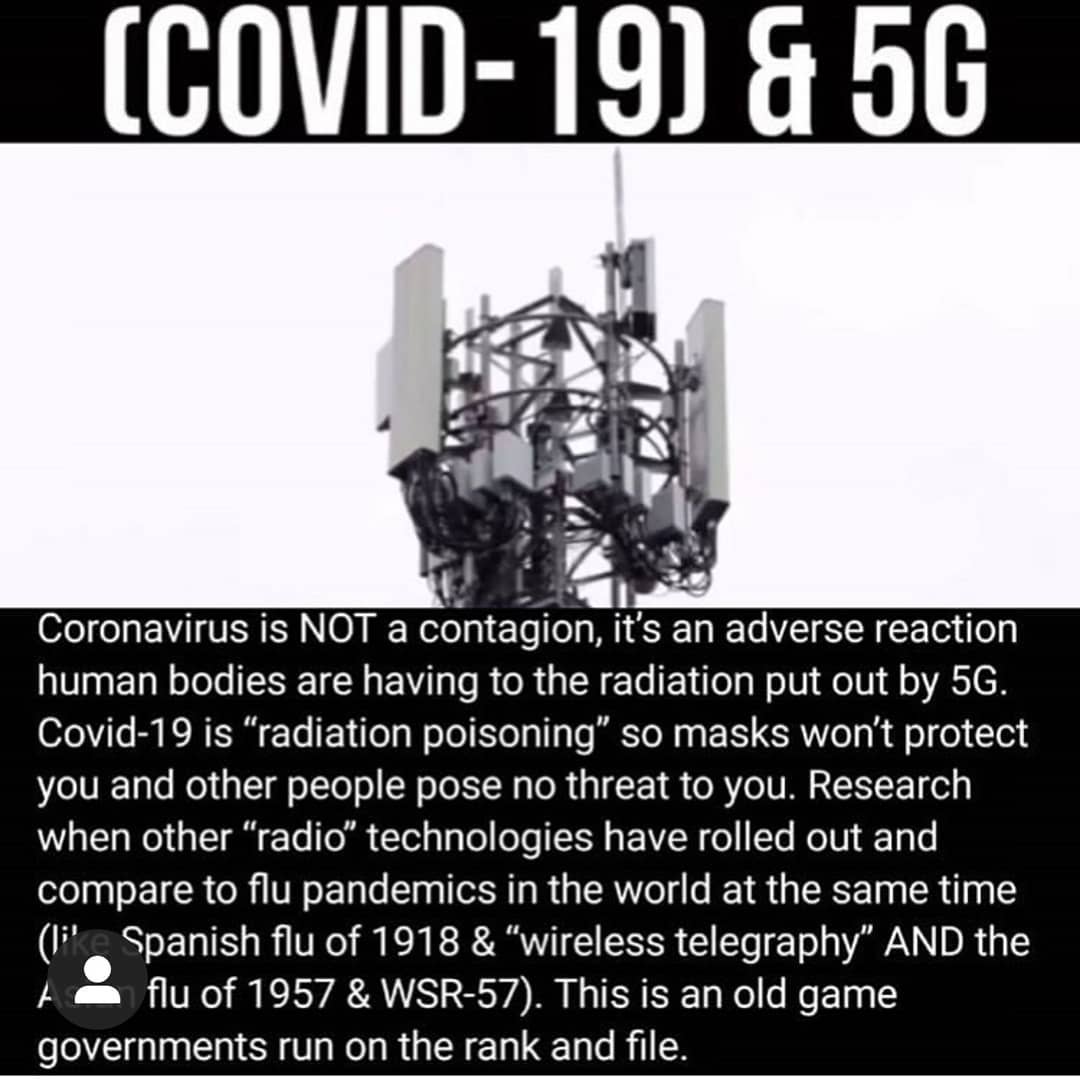 (COVID-19) & 5G
Coronavirus is NOT a contagion, it's an adverse reaction
human bodies are having to the radiation put out by 5G.
Covid-19 is “radiation poisoning” so masks won't protect
you and other people pose no threat to you. Research
when other “radio” technologies have rolled out and
compare to flu pandemics in the world at the same time
(like Spanish flu of 1918 & “wireless telegraphy” AND the
Asian flu of 1957 & WSR-57). This is an old game
governments run on the rank and file.